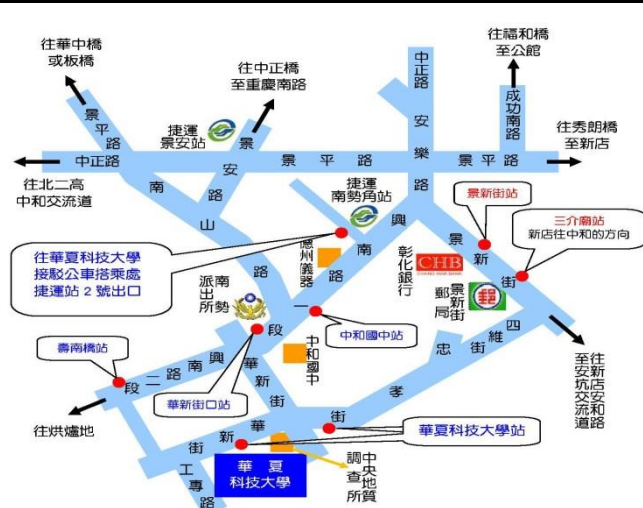 往華中橋
或板橋
往中正橋
至重慶南路
往福和橋
至公館
中正路
安樂路
成功南路
景平路
捷運
景安站
景安路
往秀朗橋
至新店
中正路
景平路
景平路
往北二高
中和交流道
南山路
捷運
南勢角站
景新街站
三介廟站
新店往中和的方向
往華夏科技大學
接駁公車搭乘處
捷運站2號出口
德州儀器
興南路一段
彰化銀行
CHB
景新街
景新街
郵局
南勢
派出所
中和國中站
中和國中
四維街
忠孝街
壽南橋站
興南路二段
華新街
華新街口站
往新店安和路
至安坑交流道
往烘爐地
華夏科技大學站
華新街
工專路
華夏
科技大學
中央地質
調查所